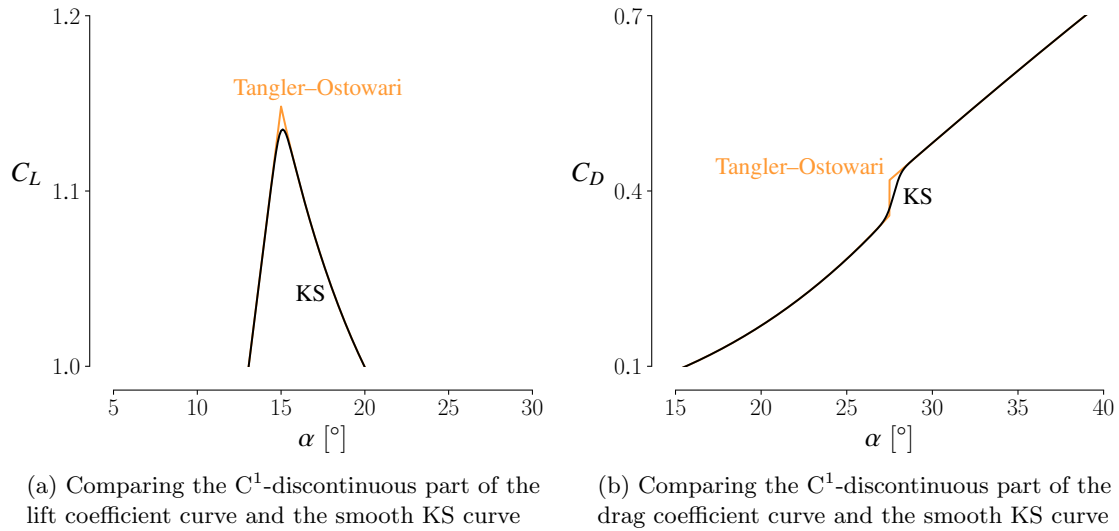 1.2
Tangler–Ostowari
C_L
1.1
KS
1.0
5 10 15 20 25 30
α [°]
(a) Comparing the C¹-discontinuous part of the
lift coefficient curve and the smooth KS curve
0.7
Tangler–Ostowari
C_D
0.4
KS
0.1
15 20 25 30 35 40
α [°]
(b) Comparing the C¹-discontinuous part of the
drag coefficient curve and the smooth KS curve